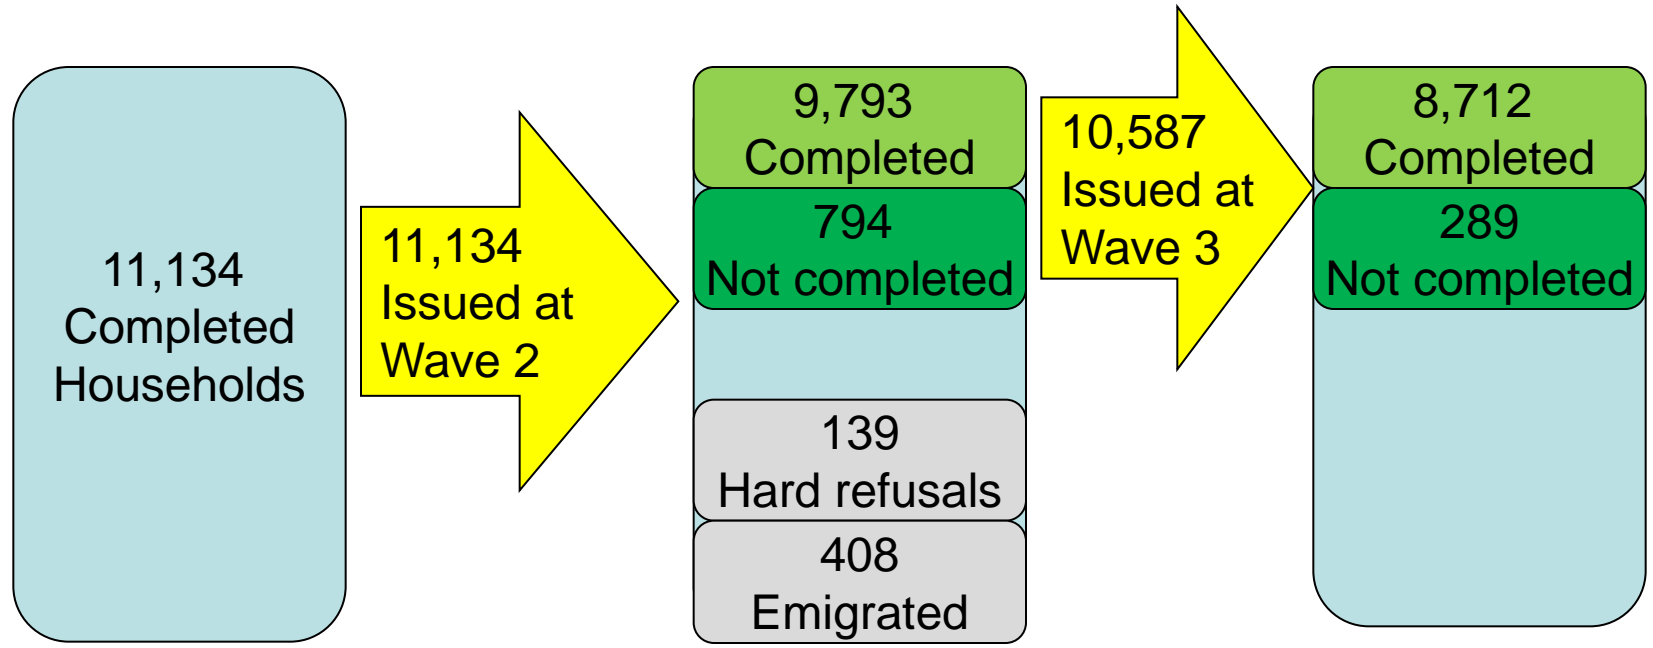 11,134
Completed
Households
11,134
Issued at
Wave 2
9,793
Completed
794
Not completed
139
Hard refusals
408
Emigrated
10,587
Issued at
Wave 3
8,712
Completed
289
Not completed